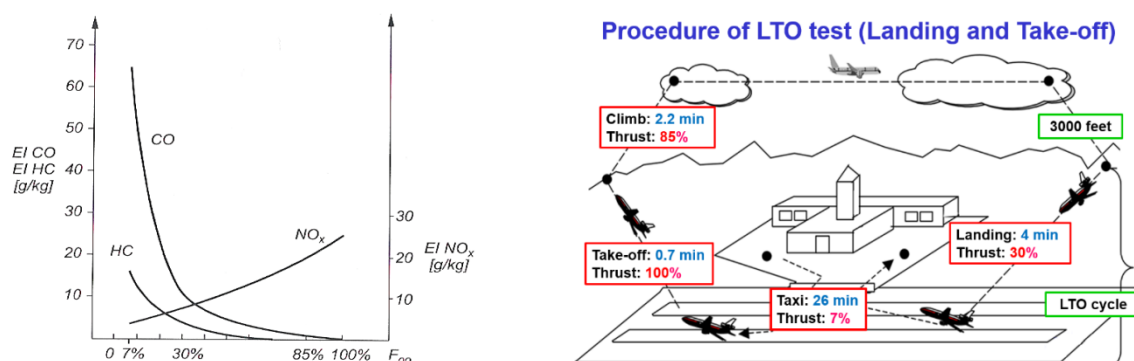 70
60
50
40
30
20
10
EI CO
EI HC
[g/kg]
CO
HC
NOx
30
20
10
EI NOx
[g/kg]
0 7% 30% 85% 100%
Procedure of LTO test (Landing and Take-off)
Climb: 2.2 min
Thrust: 85%
3000 feet
Take-off: 0.7 min
Thrust: 100%
Landing: 4 min
Thrust: 30%
Taxi: 26 min
Thrust: 7%
LTO cycle